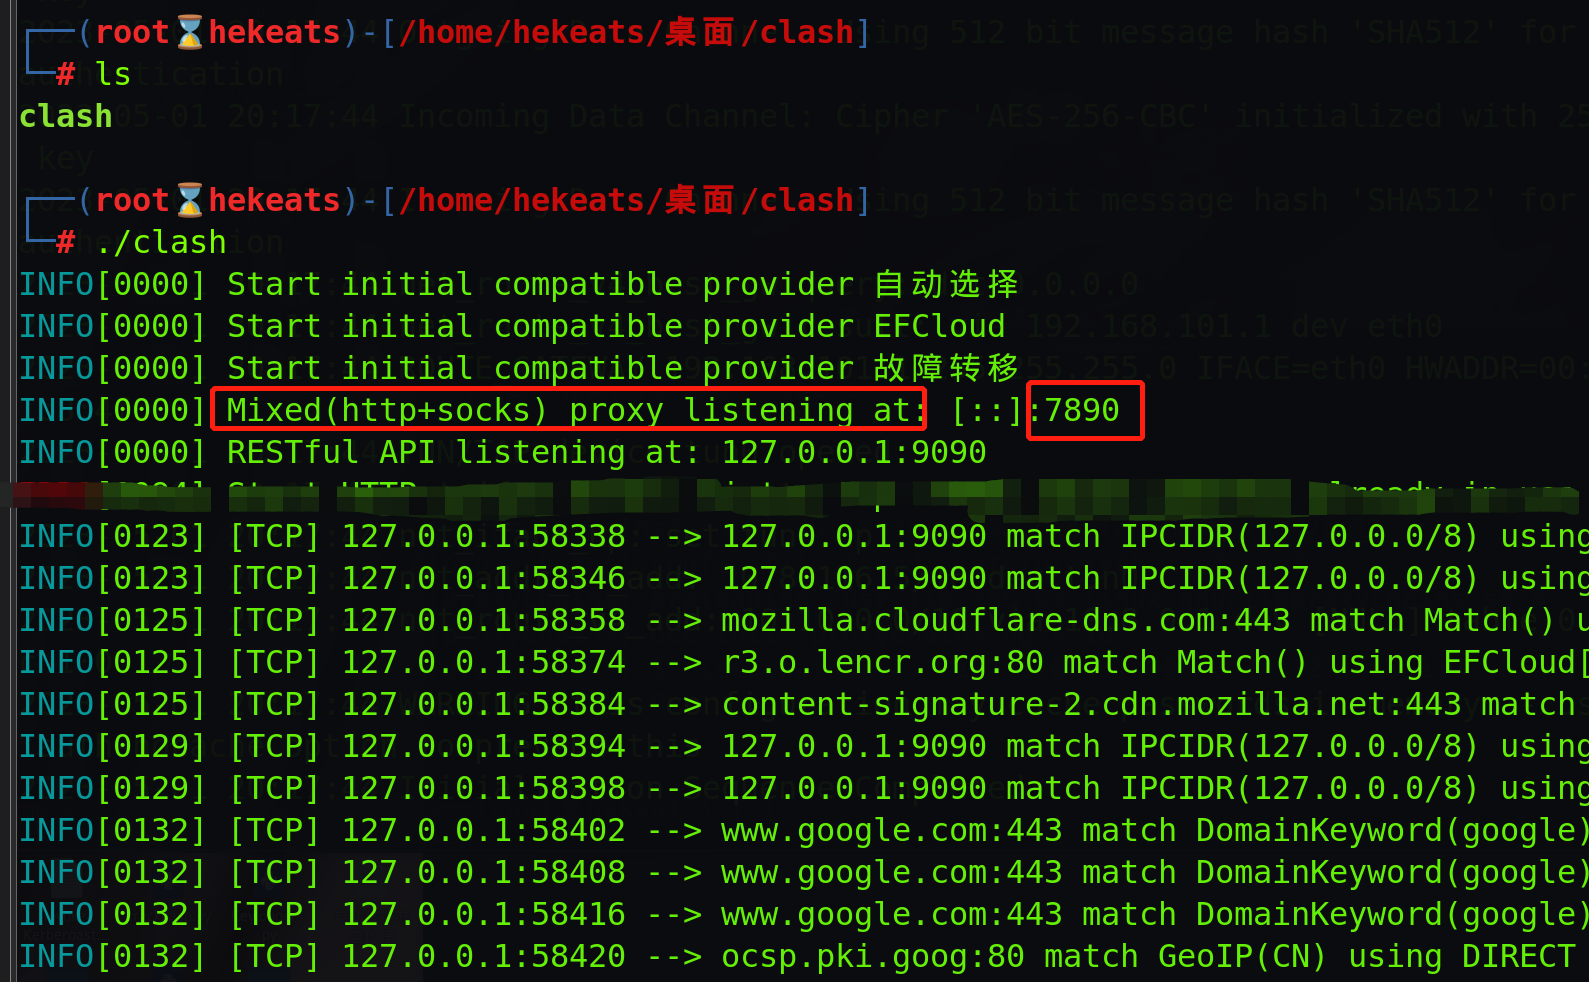 ┌──(root⌛hekeats)-[/home/hekeats/桌面/clash]
└─# ls
clash
┌──(root⌛hekeats)-[/home/hekeats/桌面/clash]
└─# ./clash
INFO[0000] Start initial compatible provider 自动选择
INFO[0000] Start initial compatible provider EFCloud
INFO[0000] Start initial compatible provider 故障转移
INFO[0000] Mixed(http+socks) proxy listening at: [::]:7890
INFO[0000] RESTful API listening at: 127.0.0.1:9090
INFO[0123] [TCP] 127.0.0.1:58338 --> 127.0.0.1:9090 match IPCIDR(127.0.0.0/8) using
INFO[0123] [TCP] 127.0.0.1:58346 --> 127.0.0.1:9090 match IPCIDR(127.0.0.0/8) using
INFO[0125] [TCP] 127.0.0.1:58358 --> mozilla.cloudflare-dns.com:443 match Match() u
INFO[0125] [TCP] 127.0.0.1:58374 --> r3.o.lencr.org:80 match Match() using EFCloud[
INFO[0125] [TCP] 127.0.0.1:58384 --> content-signature-2.cdn.mozilla.net:443 match
INFO[0129] [TCP] 127.0.0.1:58394 --> 127.0.0.1:9090 match IPCIDR(127.0.0.0/8) using
INFO[0129] [TCP] 127.0.0.1:58398 --> 127.0.0.1:9090 match IPCIDR(127.0.0.0/8) using
INFO[0132] [TCP] 127.0.0.1:58402 --> www.google.com:443 match DomainKeyword(google)
INFO[0132] [TCP] 127.0.0.1:58408 --> www.google.com:443 match DomainKeyword(google)
INFO[0132] [TCP] 127.0.0.1:58416 --> www.google.com:443 match DomainKeyword(google)
INFO[0132] [TCP] 127.0.0.1:58420 --> ocsp.pki.goog:80 match GeoIP(CN) using DIRECT